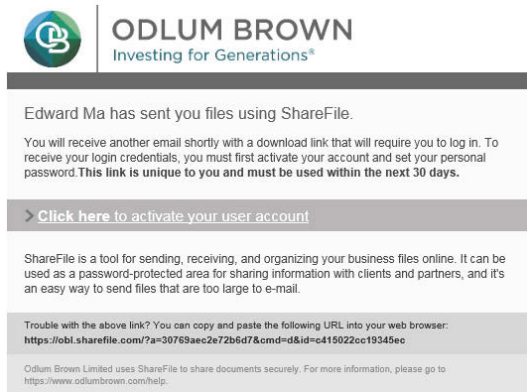 OB
ODLUM BROWN
Investing for Generations®
Edward Ma has sent you files using ShareFile.
You will receive another email shortly with a download link that will require you to log in. To
receive your login credentials, you must first activate your account and set your personal
password.This link is unique to you and must be used within the next 30 days.
> Click here to activate your user account
ShareFile is a tool for sending, receiving, and organizing your business files online. It can be
used as a password-protected area for sharing information with clients and partners, and it's
an easy way to send files that are too large to e-mail.
Trouble with the above link? You can copy and paste the following URL into your web browser:
https://obl.sharefile.com/?a=30769aec2e72b6d7&cmd=d&id=c415022cc19345ec
Odlum Brown Limited uses ShareFile to share documents securely. For more information, please go to
https://www.odlumbrown.com/help.